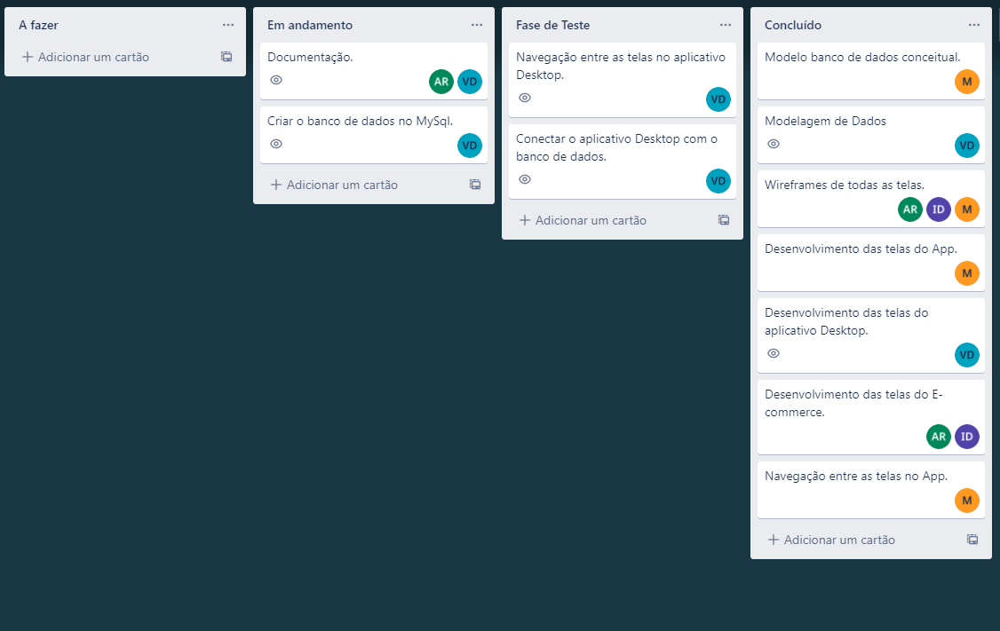 A fazer
Adicionar um cartão
Em andamento
Documentação.
AR VD
Criar o banco de dados no MySql.
VD
Adicionar um cartão
Fase de Teste
Navegação entre as telas no aplicativo
Desktop.
VD
Conectar o aplicativo Desktop com o
banco de dados.
VD
Adicionar um cartão
Concluído
Modelo banco de dados conceitual.
M
Modelagem de Dados
VD
Wireframes de todas as telas.
AR ID M
Desenvolvimento das telas do App.
M
Desenvolvimento das telas do
aplicativo Desktop.
VD
Desenvolvimento das telas do E-
commerce.
AR ID
Navegação entre as telas no App.
M
Adicionar um cartão